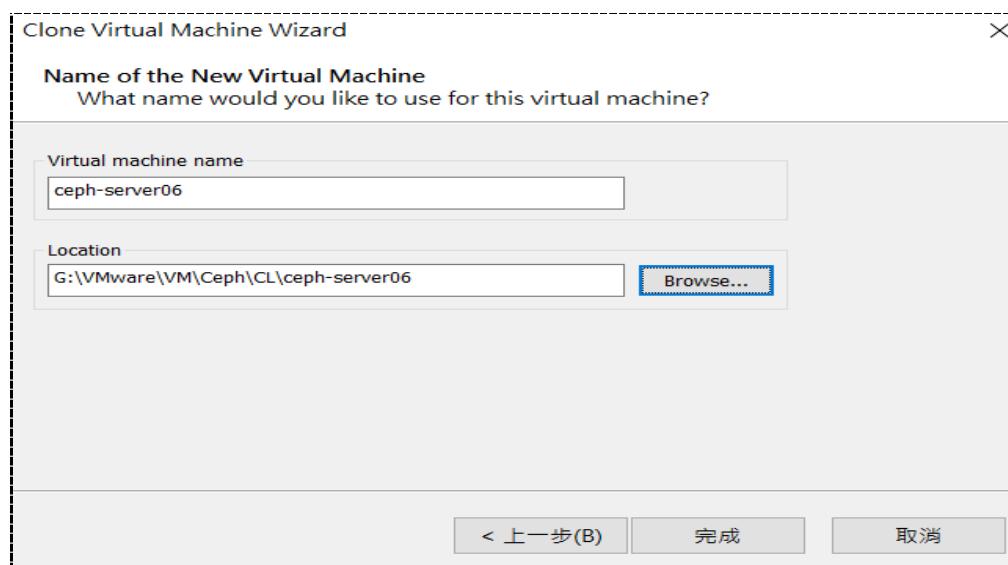 Clone Virtual Machine Wizard
Name of the New Virtual Machine
What name would you like to use for this virtual machine?
Virtual machine name
ceph-server06
Location
G:\VMware\VM\Ceph\CL\ceph-server06
Browse...
< 上一步(B)
完成
取消